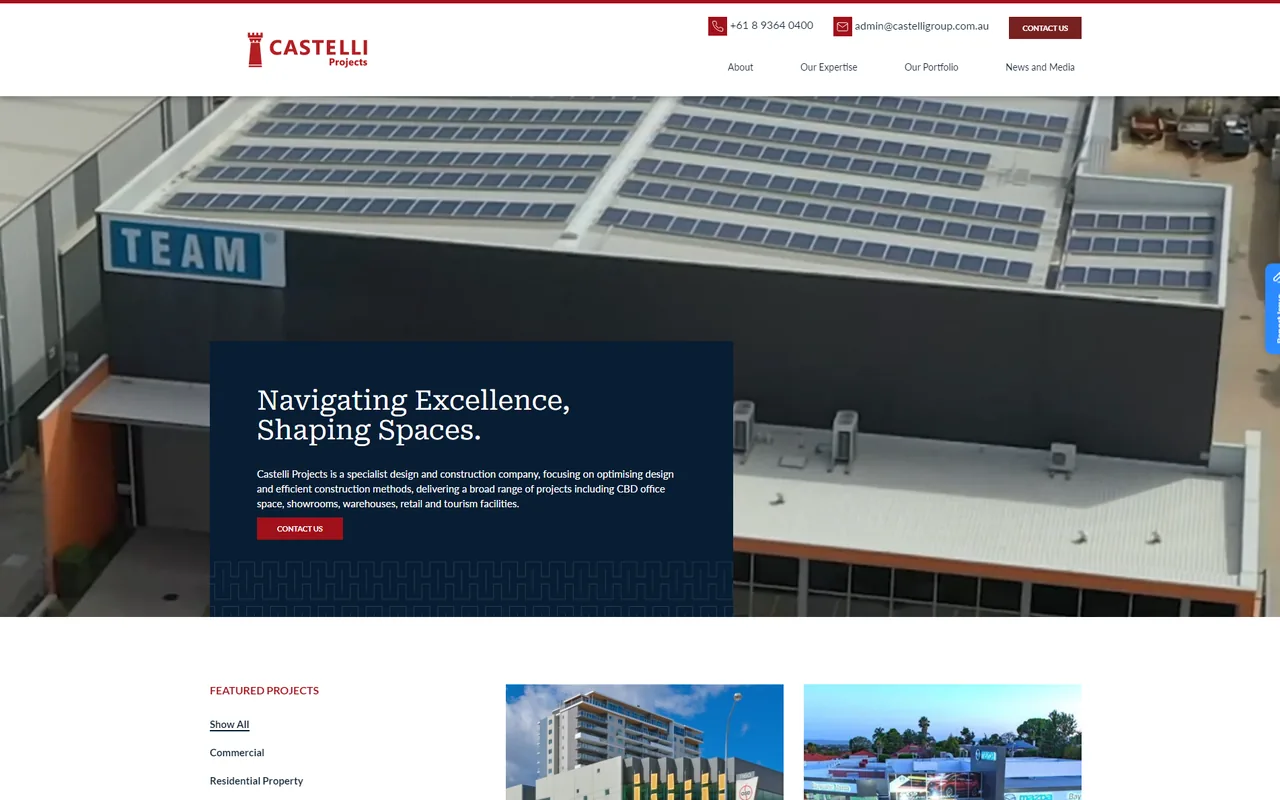 +61 8 9364 0400
admin@castelligroup.com.au
CONTACT US
CASTELLI
Projects
About
Our Expertise
Our Portfolio
News and Media
TEAM
Navigating Excellence,
Shaping Spaces.
Castelli Projects is a specialist design and construction company, focusing on optimising design
and efficient construction methods, delivering a broad range of projects including CBD office
space, showrooms, warehouses, retail and tourism facilities.
CONTACT US
FEATURED PROJECTS
Show All
Commercial
Residential Property
mazda